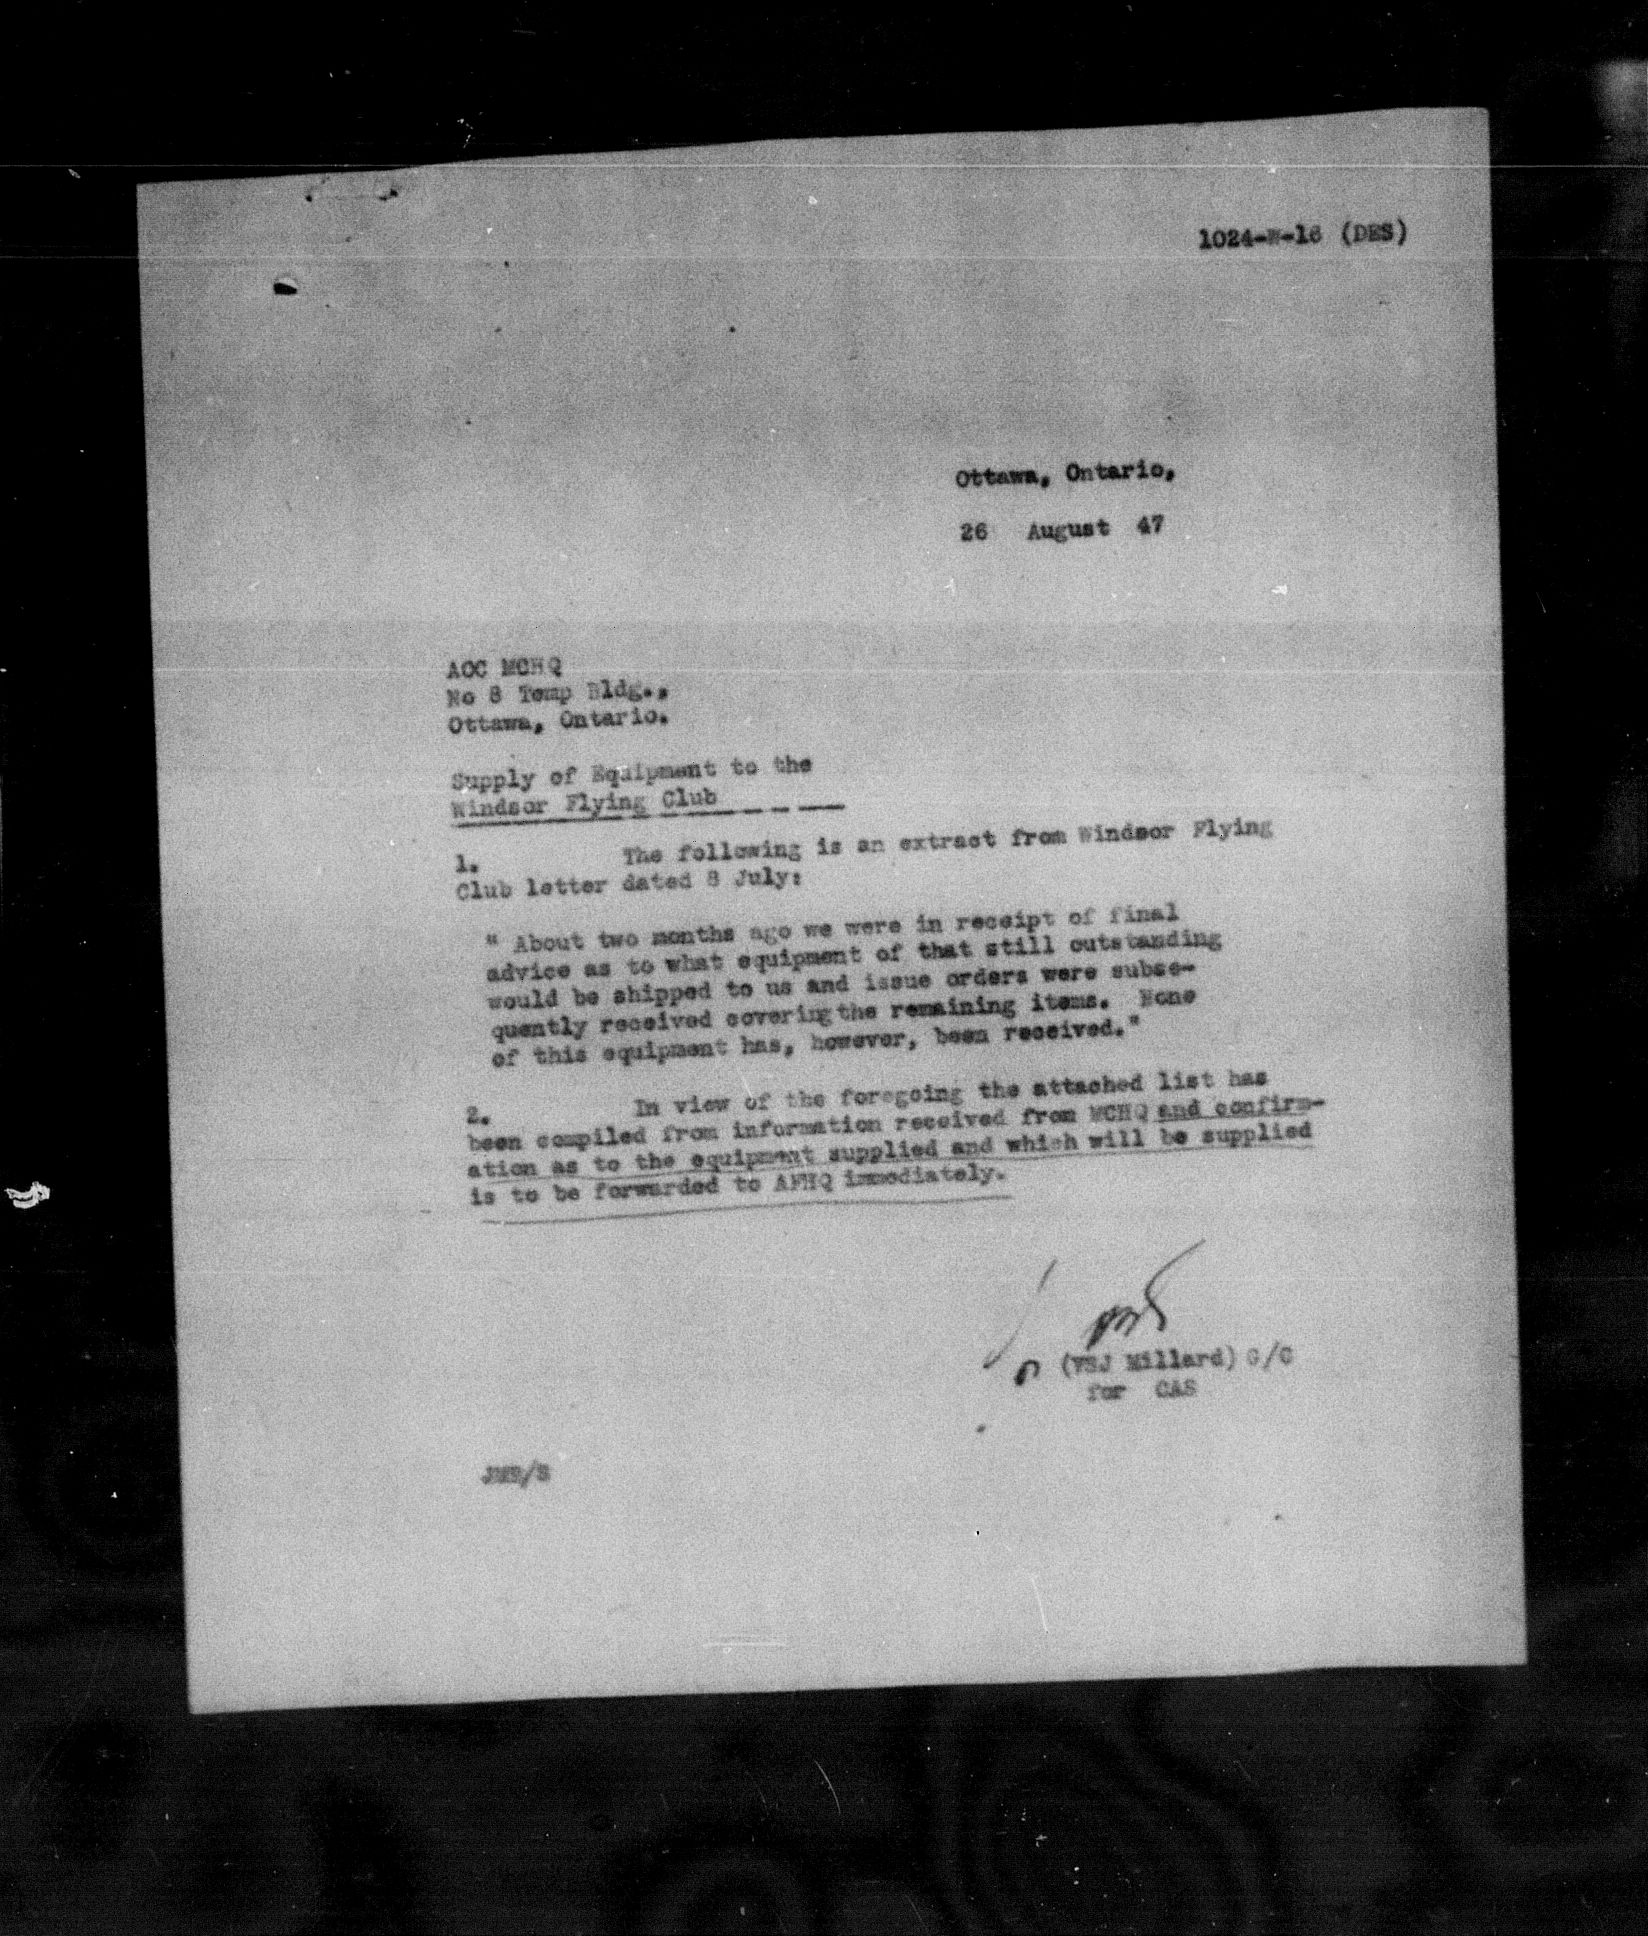 1024-W-16 (DES)
Ottawa, Ontario,
26 August 47
AOC MCHQ
No 8 Temp Bldg.,
Ottawa, Ontario.
Supply of Equipment to the
Windsor Flying Club
1. The following is an extract from Windsor Flying
Club letter dated 8 July:
" About two months ago we were in receipt of final
advice as to what equipment of that still outstanding
would be shipped to us and issue orders were subse-
quently received covering the remaining items. None
of this equipment has, however, been received."
2. In view of the foregoing the attached list has
been compiled from information received from MCHQ and confirm-
ation as to the equipment supplied and which will be supplied
is to be forwarded to AFHQ immediately.
(VSJ Millard) G/C
for CAS